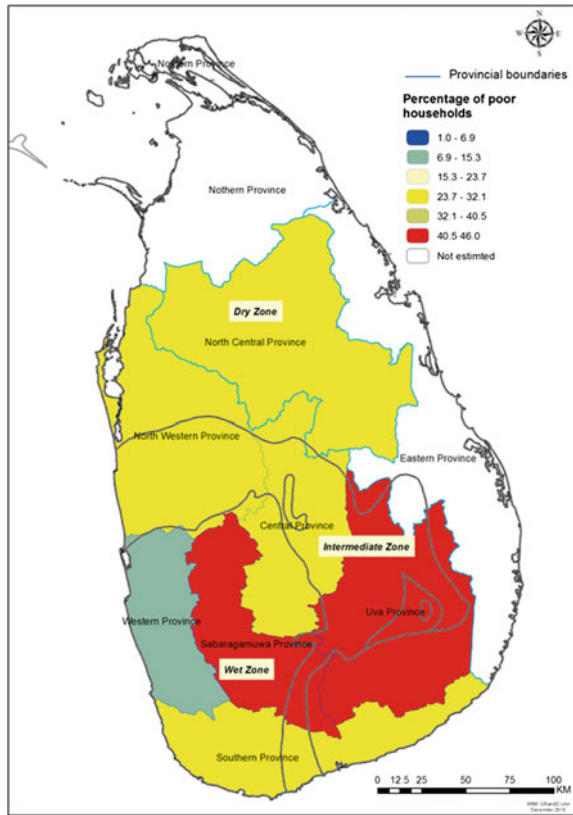 N
W E
S
Northern Province
Provincial boundaries
Percentage of poor
households
1.0 - 6.9
6.9 - 15.3
15.3 - 23.7
23.7 - 32.1
32.1 - 40.5
40.5 46.0
Not estimted
Nothern Province
Dry Zone
North Central Province
North Western Province
Eastern Province
Central Province
Intermediate Zone
Uva Province
Western Province
Sabaragamuwa Province
Wet Zone
Southern Province
0 12.5 25 50 75 100
KM